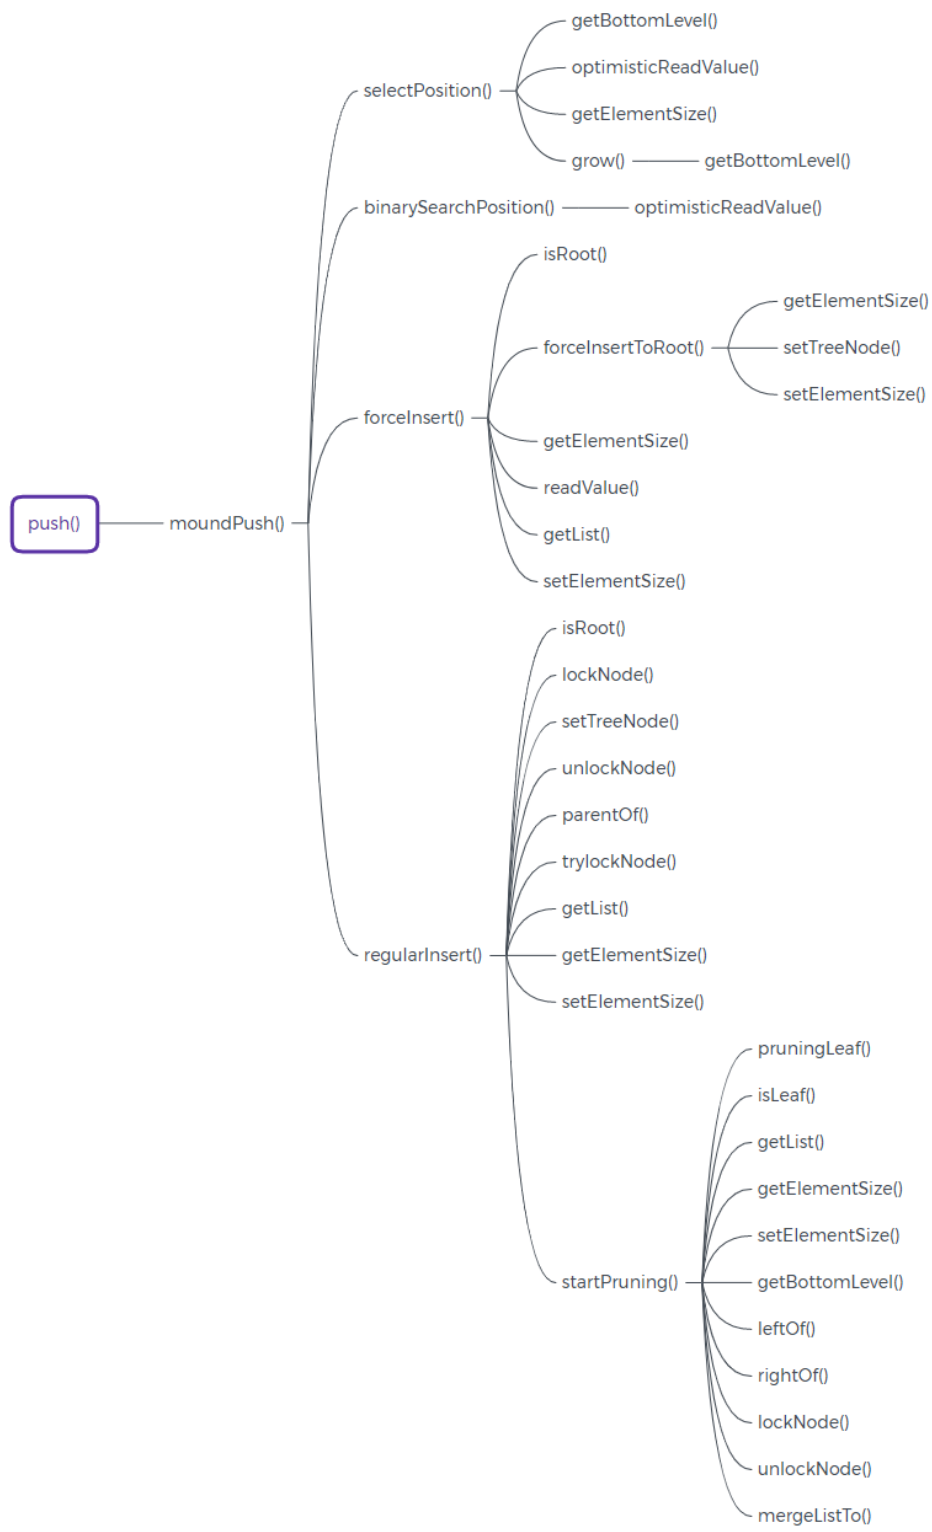 getBottomLevel()
optimisticReadValue()
selectPosition()
getElementSize()
grow()
getBottomLevel()
binarySearchPosition()
optimisticReadValue()
isRoot()
getElementSize()
forceInsertToRoot()
setTreeNode()
setElementSize()
forceInsert()
getElementSize()
readValue()
push()
moundPush()
getList()
setElementSize()
isRoot()
lockNode()
setTreeNode()
unlockNode()
parentOf()
trylockNode()
getList()
regularInsert()
getElementSize()
setElementSize()
pruningLeaf()
isLeaf()
getList()
getElementSize()
setElementSize()
startPruning()
getBottomLevel()
leftOf()
rightOf()
lockNode()
unlockNode()
mergeListTo()